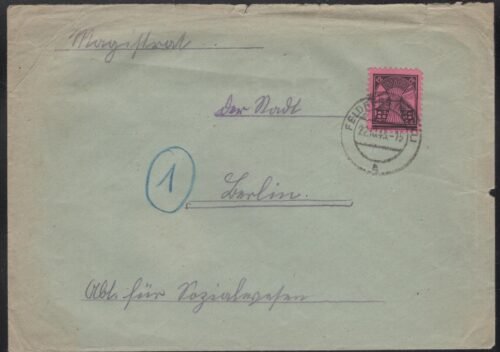 Magistrat
der Stadt
1
Berlin.
Abt. für Sozialwesen